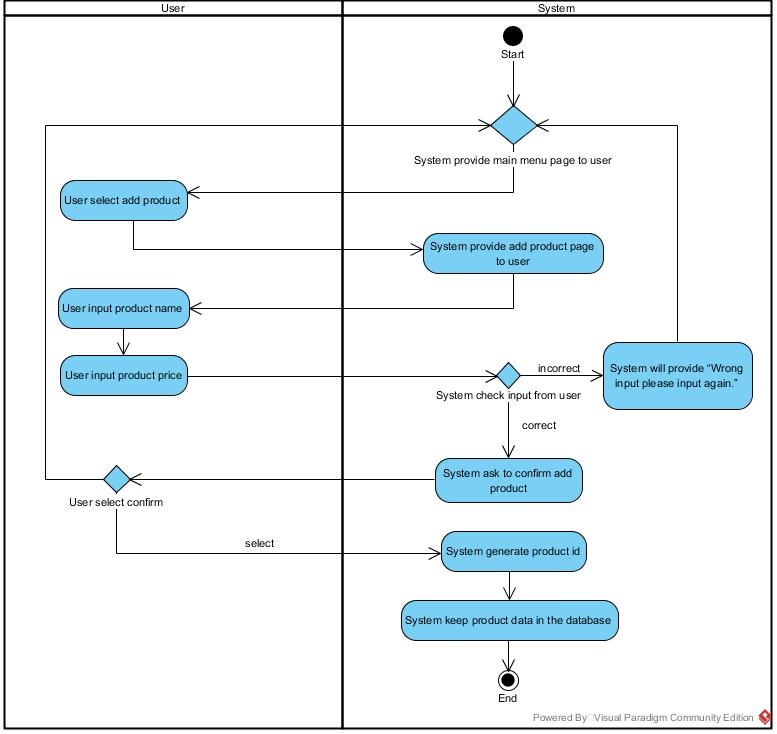 User
System
Start
System provide main menu page to user
User select add product
System provide add product page
to user
User input product name
User input product price
incorrect
System will provide “Wrong
input please input again.”
System check input from user
correct
System ask to confirm add
product
User select confirm
select
System generate product id
System keep product data in the database
End
Powered By Visual Paradigm Community Edition